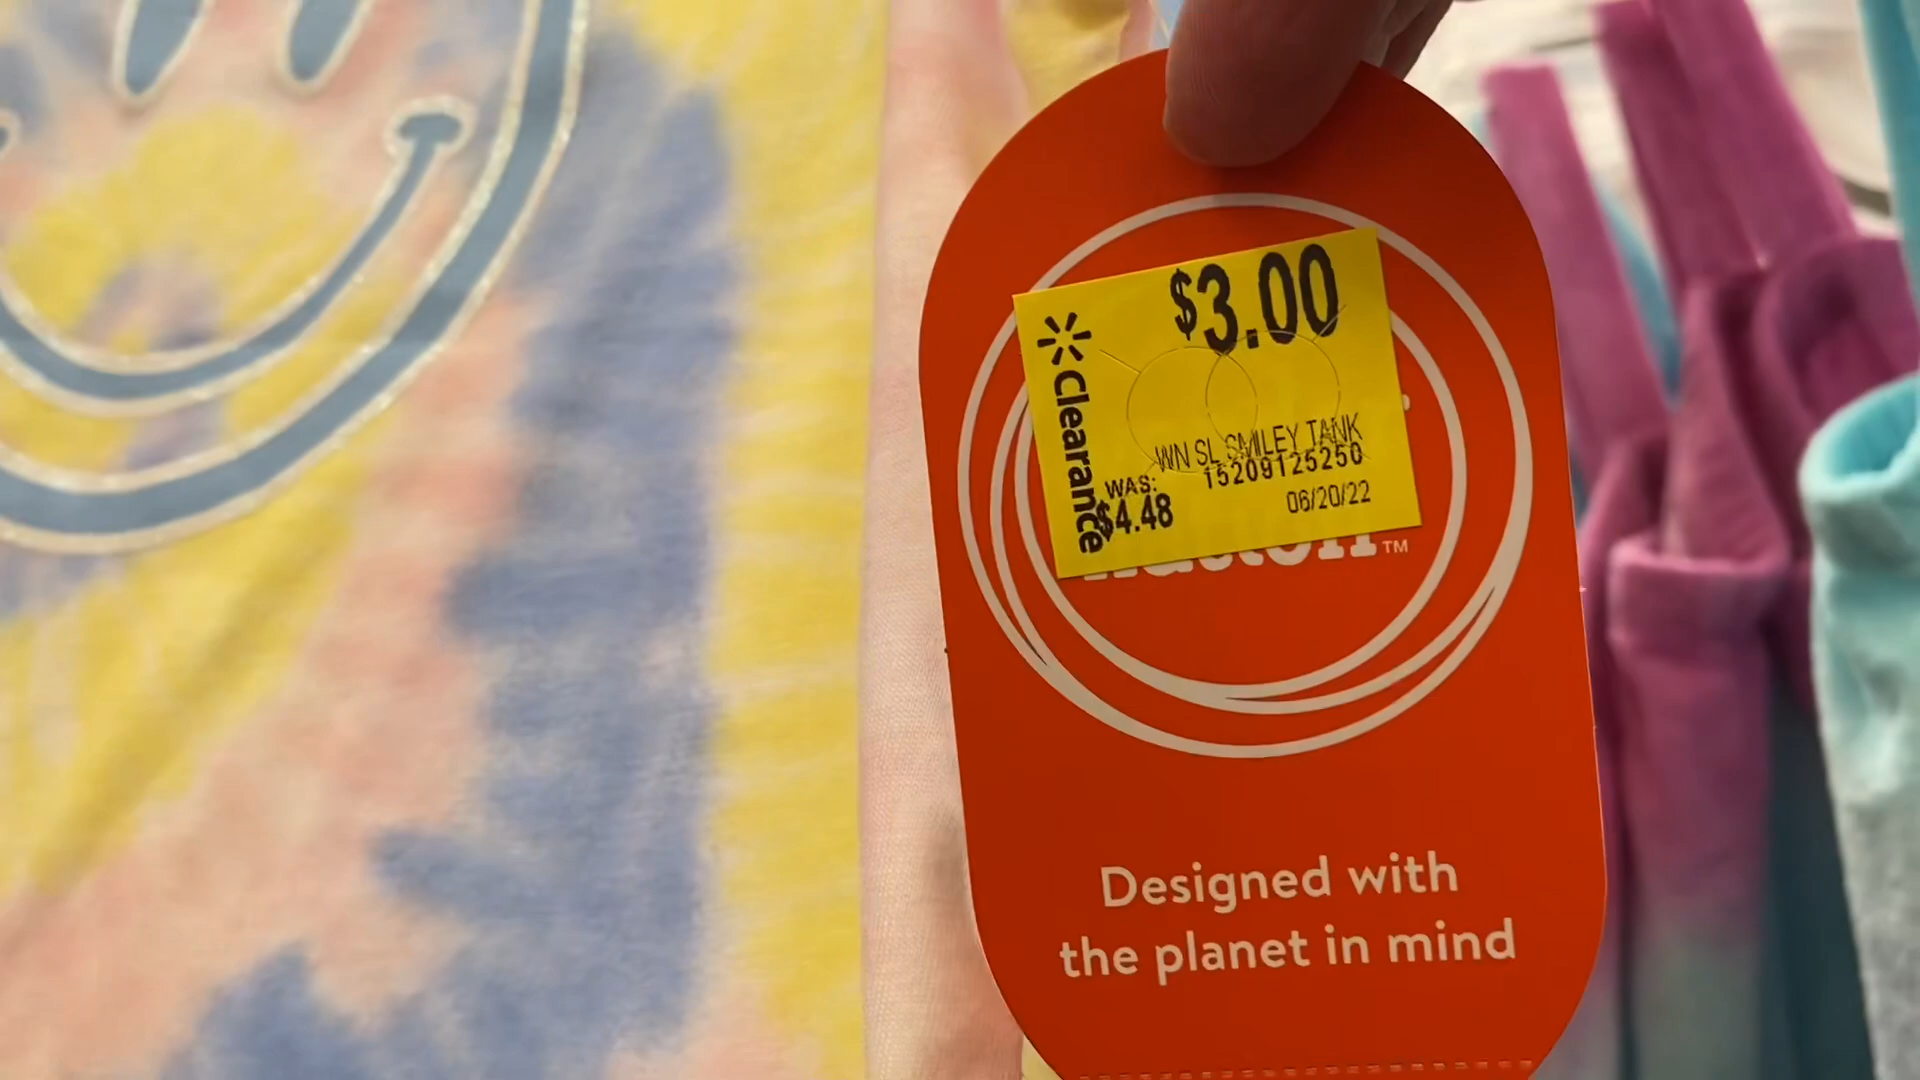 $3.00
Clearance
WN SL SMILEY TANK
15209125250
WAS:
$4.48
06/20/22
TM
Designed with
the planet in mind